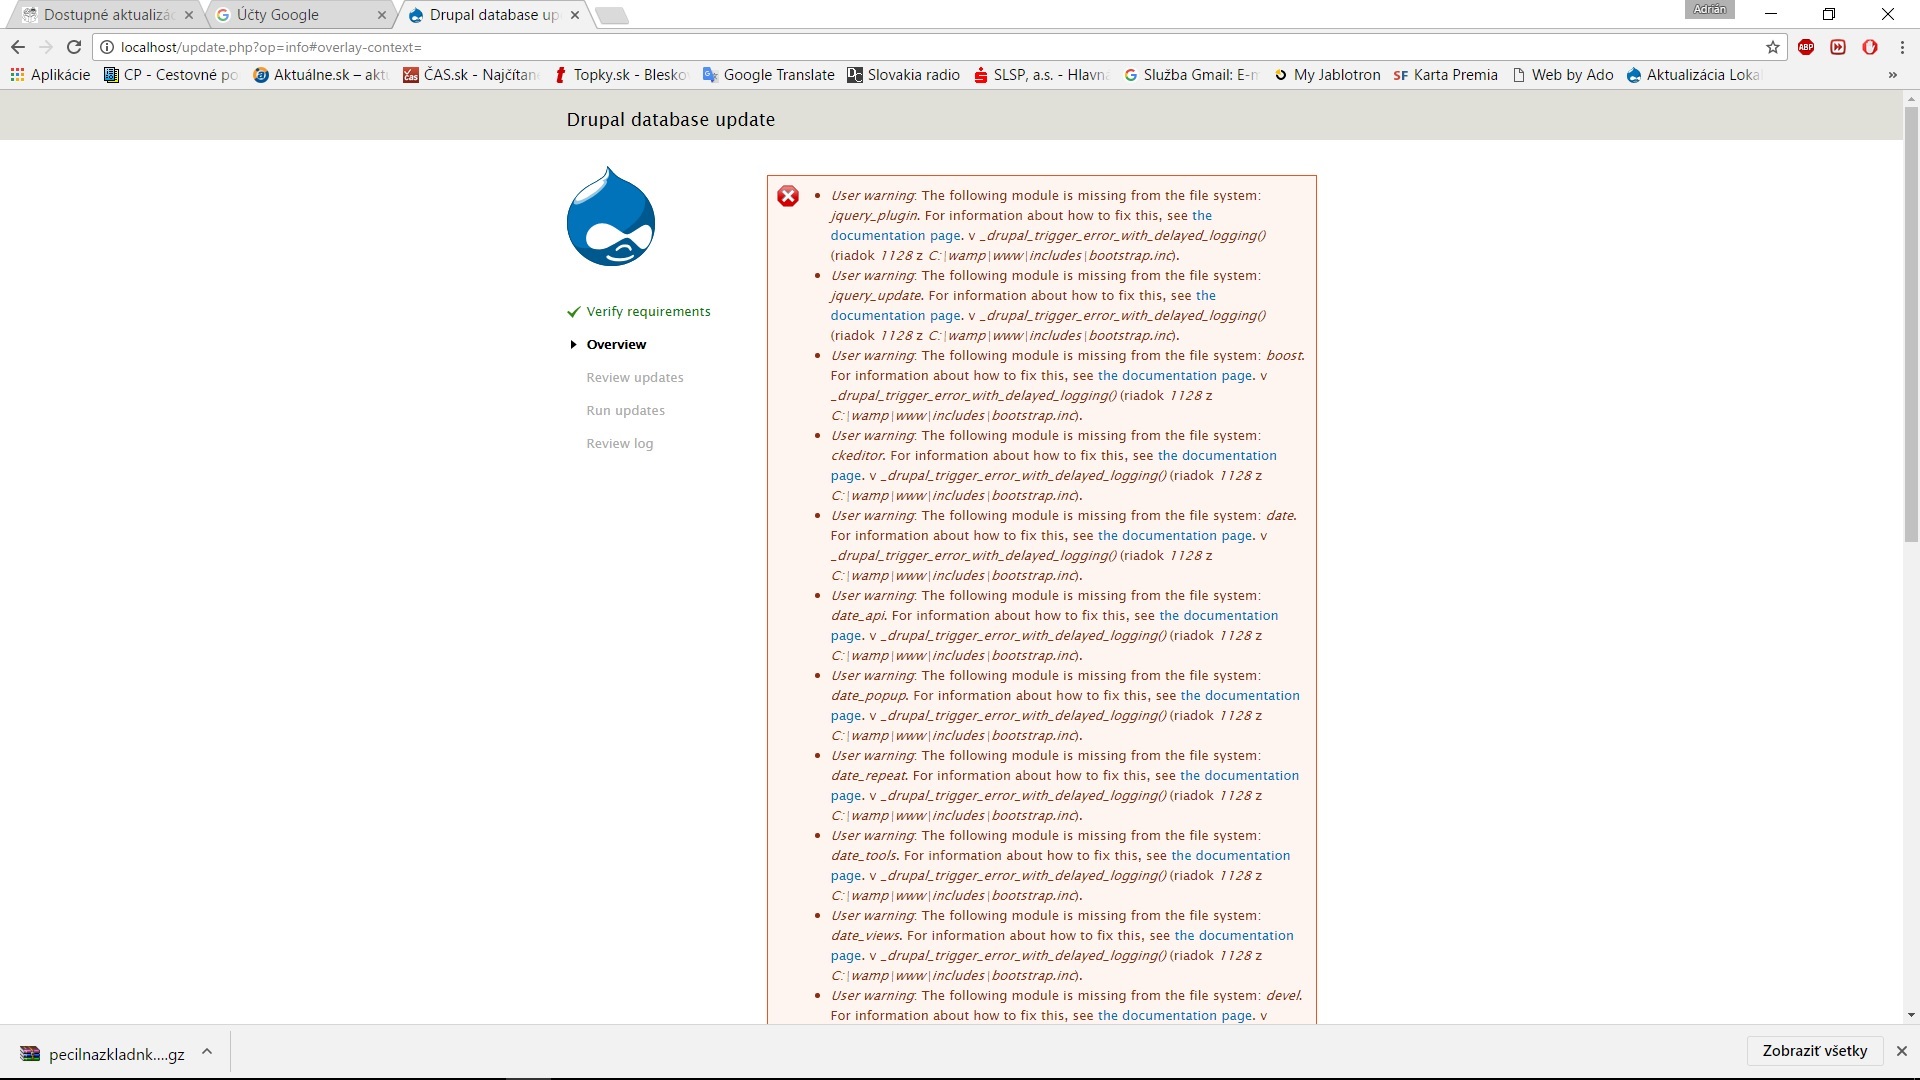 Dostupné aktualizác
Účty Google
Drupal database up
Adrián
localhost/update.php?op=info#overlay-context=
ABP
Aplikácie
CP - Cestovné po
Aktuálne.sk – aktu
ČAS.sk - Najčítan
Topky.sk - Blesko
Google Translate
Slovakia radio
SLSP, a.s. - Hlavná
Služba Gmail: E-m
My Jablotron
SF Karta Premia
Web by Ado
Aktualizácia Loka
»
Drupal database update
Verify requirements
Overview
Review updates
Run updates
Review log
User warning: The following module is missing from the file system:
jquery_plugin. For information about how to fix this, see the
documentation page. v _drupal_trigger_error_with_delayed_logging()
(riadok 1128 z C:\wamp\www\includes\bootstrap.inc).
User warning: The following module is missing from the file system:
jquery_update. For information about how to fix this, see the
documentation page. v _drupal_trigger_error_with_delayed_logging()
(riadok 1128 z C:\wamp\www\includes\bootstrap.inc).
User warning: The following module is missing from the file system: boost.
For information about how to fix this, see the documentation page. v
_drupal_trigger_error_with_delayed_logging() (riadok 1128 z
C:\wamp\www\includes\bootstrap.inc).
User warning: The following module is missing from the file system:
ckeditor. For information about how to fix this, see the documentation
page. v _drupal_trigger_error_with_delayed_logging() (riadok 1128 z
C:\wamp\www\includes\bootstrap.inc).
User warning: The following module is missing from the file system: date.
For information about how to fix this, see the documentation page. v
_drupal_trigger_error_with_delayed_logging() (riadok 1128 z
C:\wamp\www\includes\bootstrap.inc).
User warning: The following module is missing from the file system:
date_api. For information about how to fix this, see the documentation
page. v _drupal_trigger_error_with_delayed_logging() (riadok 1128 z
C:\wamp\www\includes\bootstrap.inc).
User warning: The following module is missing from the file system:
date_popup. For information about how to fix this, see the documentation
page. v _drupal_trigger_error_with_delayed_logging() (riadok 1128 z
C:\wamp\www\includes\bootstrap.inc).
User warning: The following module is missing from the file system:
date_repeat. For information about how to fix this, see the documentation
page. v _drupal_trigger_error_with_delayed_logging() (riadok 1128 z
C:\wamp\www\includes\bootstrap.inc).
User warning: The following module is missing from the file system:
date_tools. For information about how to fix this, see the documentation
page. v _drupal_trigger_error_with_delayed_logging() (riadok 1128 z
C:\wamp\www\includes\bootstrap.inc).
User warning: The following module is missing from the file system:
date_views. For information about how to fix this, see the documentation
page. v _drupal_trigger_error_with_delayed_logging() (riadok 1128 z
C:\wamp\www\includes\bootstrap.inc).
User warning: The following module is missing from the file system: devel.
For information about how to fix this, see the documentation page. v
pecilnazkladnk....gz
Zobraziť všetky